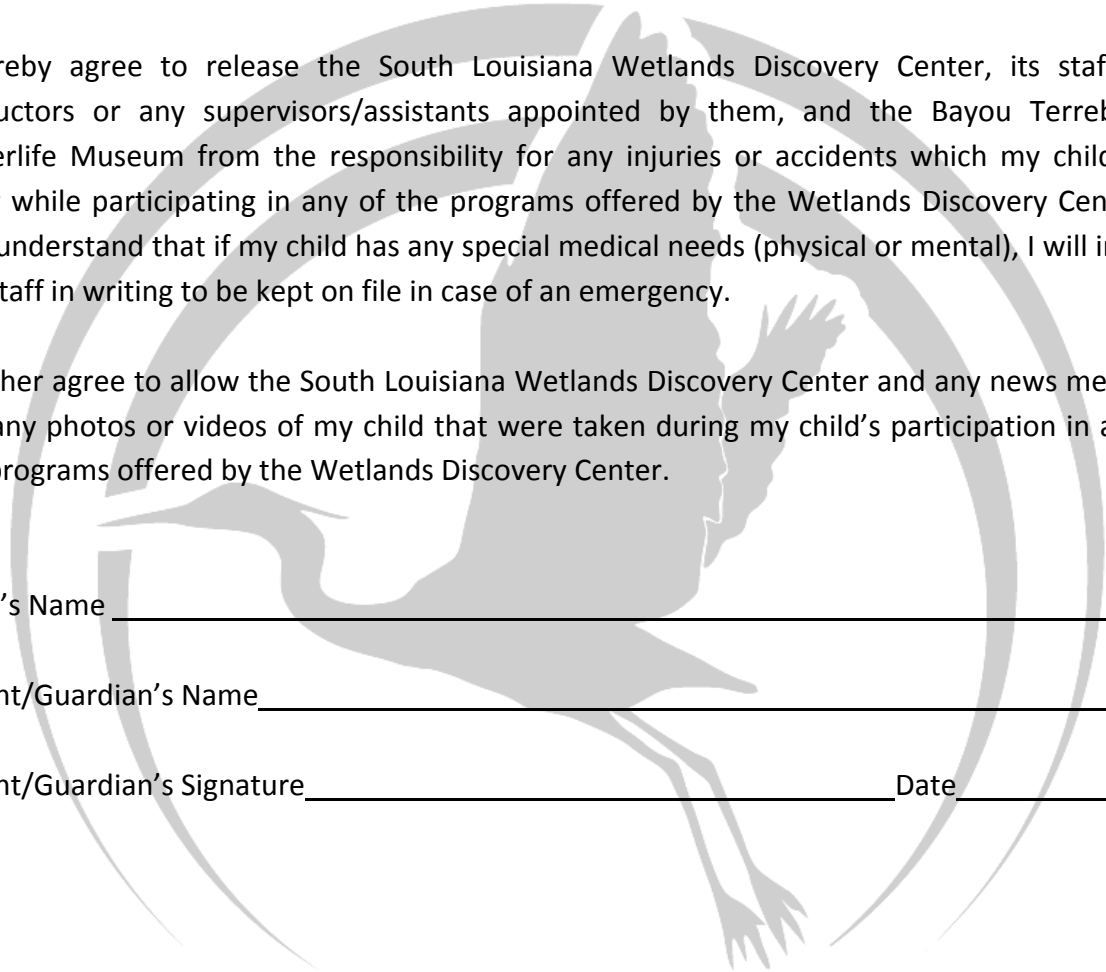 reby agree to release the South Louisiana Wetlands Discovery Center, its staf
uctors or any supervisors/assistants appointed by them, and the Bayou Terreb
erlife Museum from the responsibility for any injuries or accidents which my child
while participating in any of the programs offered by the Wetlands Discovery Cen
understand that if my child has any special medical needs (physical or mental), I will i
taff in writing to be kept on file in case of an emergency.
her agree to allow the South Louisiana Wetlands Discovery Center and any news me
any photos or videos of my child that were taken during my child's participation in a
programs offered by the Wetlands Discovery Center.
's Name
nt/Guardian's Name
nt/Guardian's Signature Date